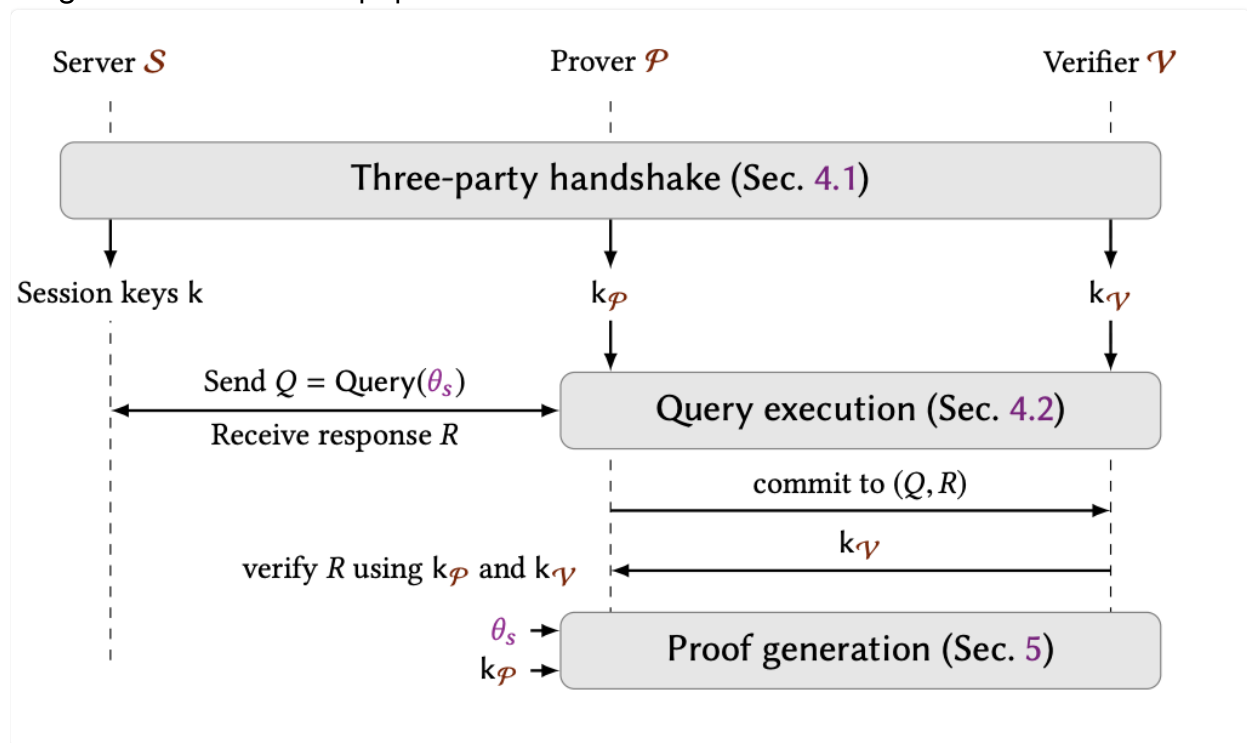 Server 𝒮
Prover 𝒫
Verifier 𝒱
Three-party handshake (Sec. 4.1)
Session keys k
k𝒫
k𝒱
Send Q = Query(θₛ)
Receive response R
Query execution (Sec. 4.2)
commit to (Q, R)
k𝒱
verify R using k𝒫 and k𝒱
θₛ
k𝒫
Proof generation (Sec. 5)